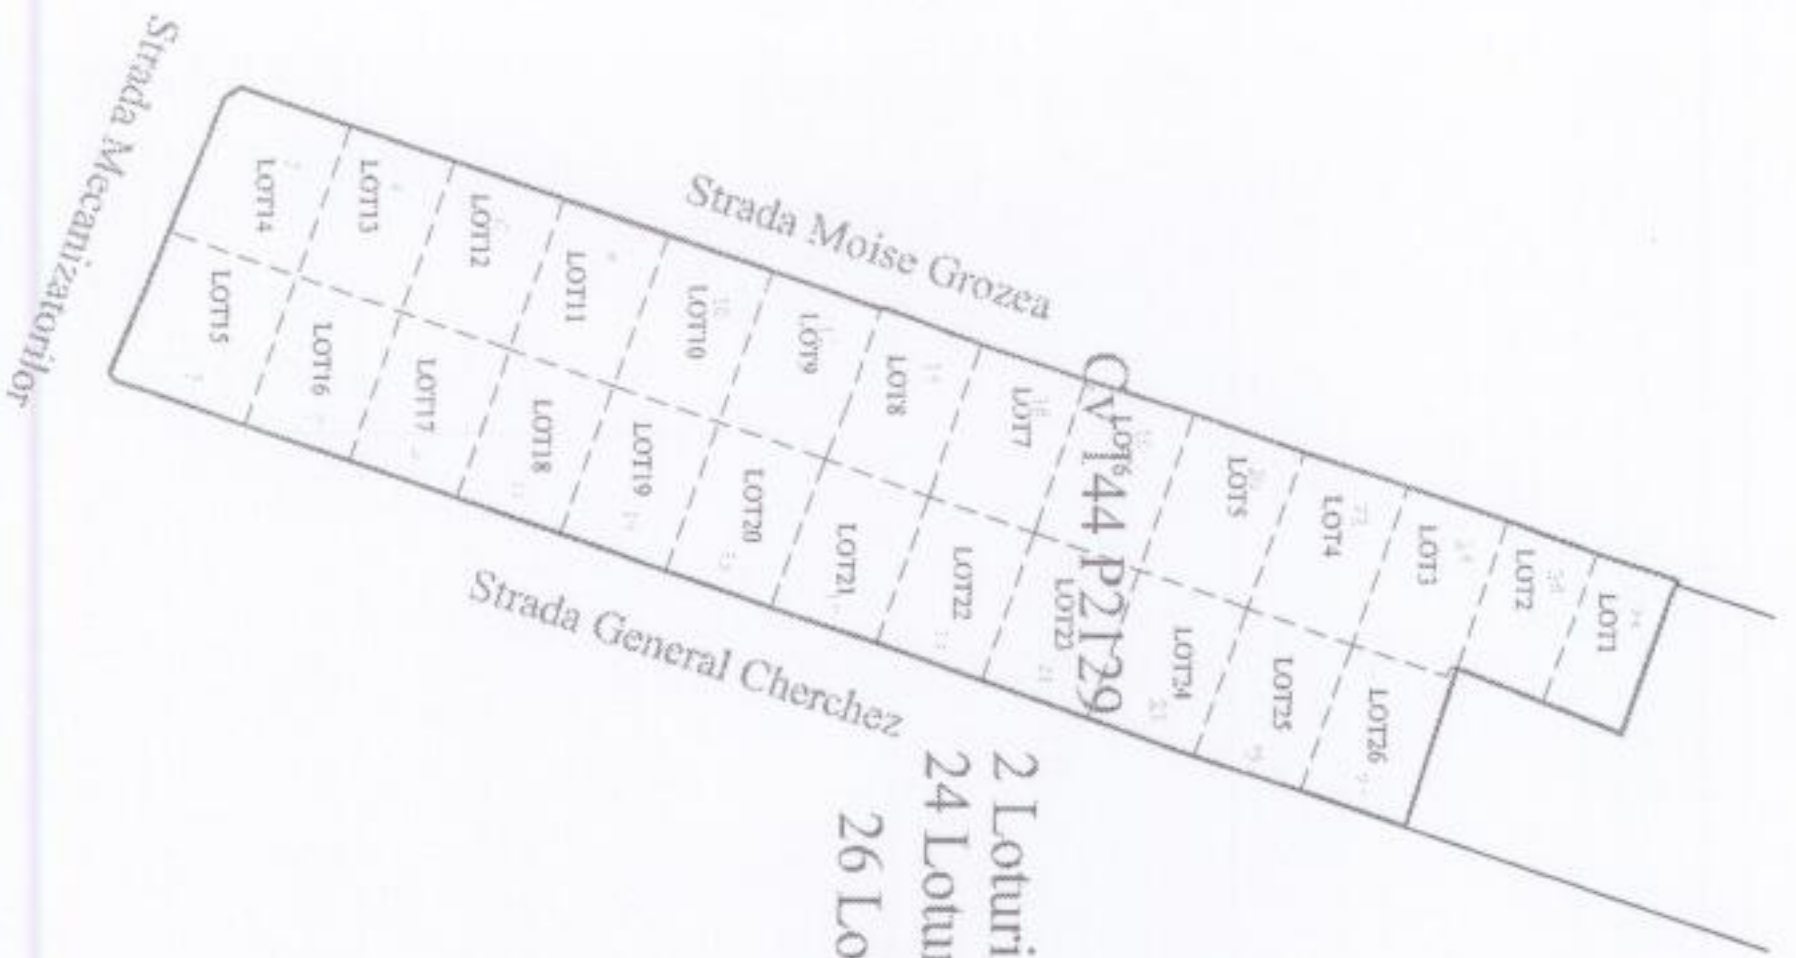 Strada Mecanizatorilor
Strada Moise Grozea
Strada General Cherchez
Cv 144 P21-29
LOT1
LOT2
LOT3
LOT4
LOT5
LOT6
LOT7
LOT8
LOT9
LOT10
LOT11
LOT12
LOT13
LOT14
LOT15
LOT16
LOT17
LOT18
LOT19
LOT20
LOT21
LOT22
LOT23
LOT24
LOT25
LOT26
2 Loturi
24 Lotu
26 Lo